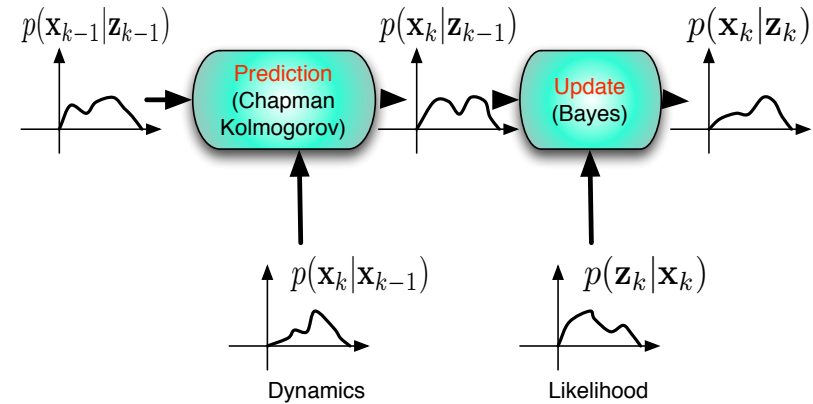 p(x_{k−1}|z_{k−1})
p(x_k|z_{k−1})
p(x_k|z_k)
Prediction
(Chapman
Kolmogorov)
Update
(Bayes)
p(x_k|x_{k−1})
p(z_k|x_k)
Dynamics
Likelihood